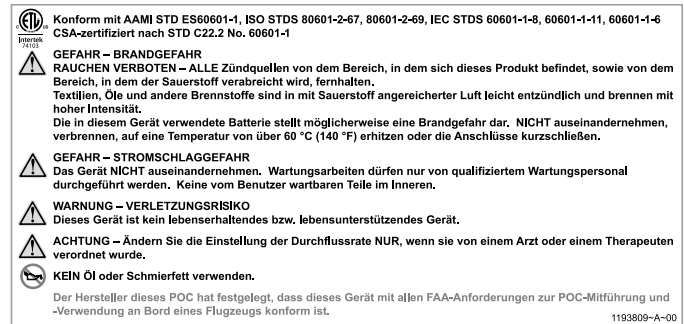 ETL
CM
US
Intertek
74103
Konform mit AAMI STD ES60601-1, ISO STDS 80601-2-67, 80601-2-69, IEC STDS 60601-1-8, 60601-1-11, 60601-1-6
CSA-zertifiziert nach STD C22.2 No. 60601-1
GEFAHR – BRANDGEFAHR
RAUCHEN VERBOTEN – ALLE Zündquellen von dem Bereich, in dem sich dieses Produkt befindet, sowie von dem
Bereich, in dem der Sauerstoff verabreicht wird, fernhalten.
Textilien, Öle und andere Brennstoffe sind in mit Sauerstoff angereicherter Luft leicht entzündlich und brennen mit
hoher Intensität.
Die in diesem Gerät verwendete Batterie stellt möglicherweise eine Brandgefahr dar. NICHT auseinandernehmen,
verbrennen, auf eine Temperatur von über 60 °C (140 °F) erhitzen oder die Anschlüsse kurzschließen.
GEFAHR – STROMSCHLAGGEFAHR
Das Gerät NICHT auseinandernehmen. Wartungsarbeiten dürfen nur von qualifiziertem Wartungspersonal
durchgeführt werden. Keine vom Benutzer wartbaren Teile im Inneren.
WARNUNG – VERLETZUNGSRISIKO
Dieses Gerät ist kein lebenserhaltendes bzw. lebensunterstützendes Gerät.
ACHTUNG – Ändern Sie die Einstellung der Durchflussrate NUR, wenn sie von einem Arzt oder einem Therapeuten
verordnet wurde.
KEIN Öl oder Schmierfett verwenden.
Der Hersteller dieses POC hat festgelegt, dass dieses Gerät mit allen FAA-Anforderungen zur POC-Mitführung und
-Verwendung an Bord eines Flugzeugs konform ist.
1193809~A~00